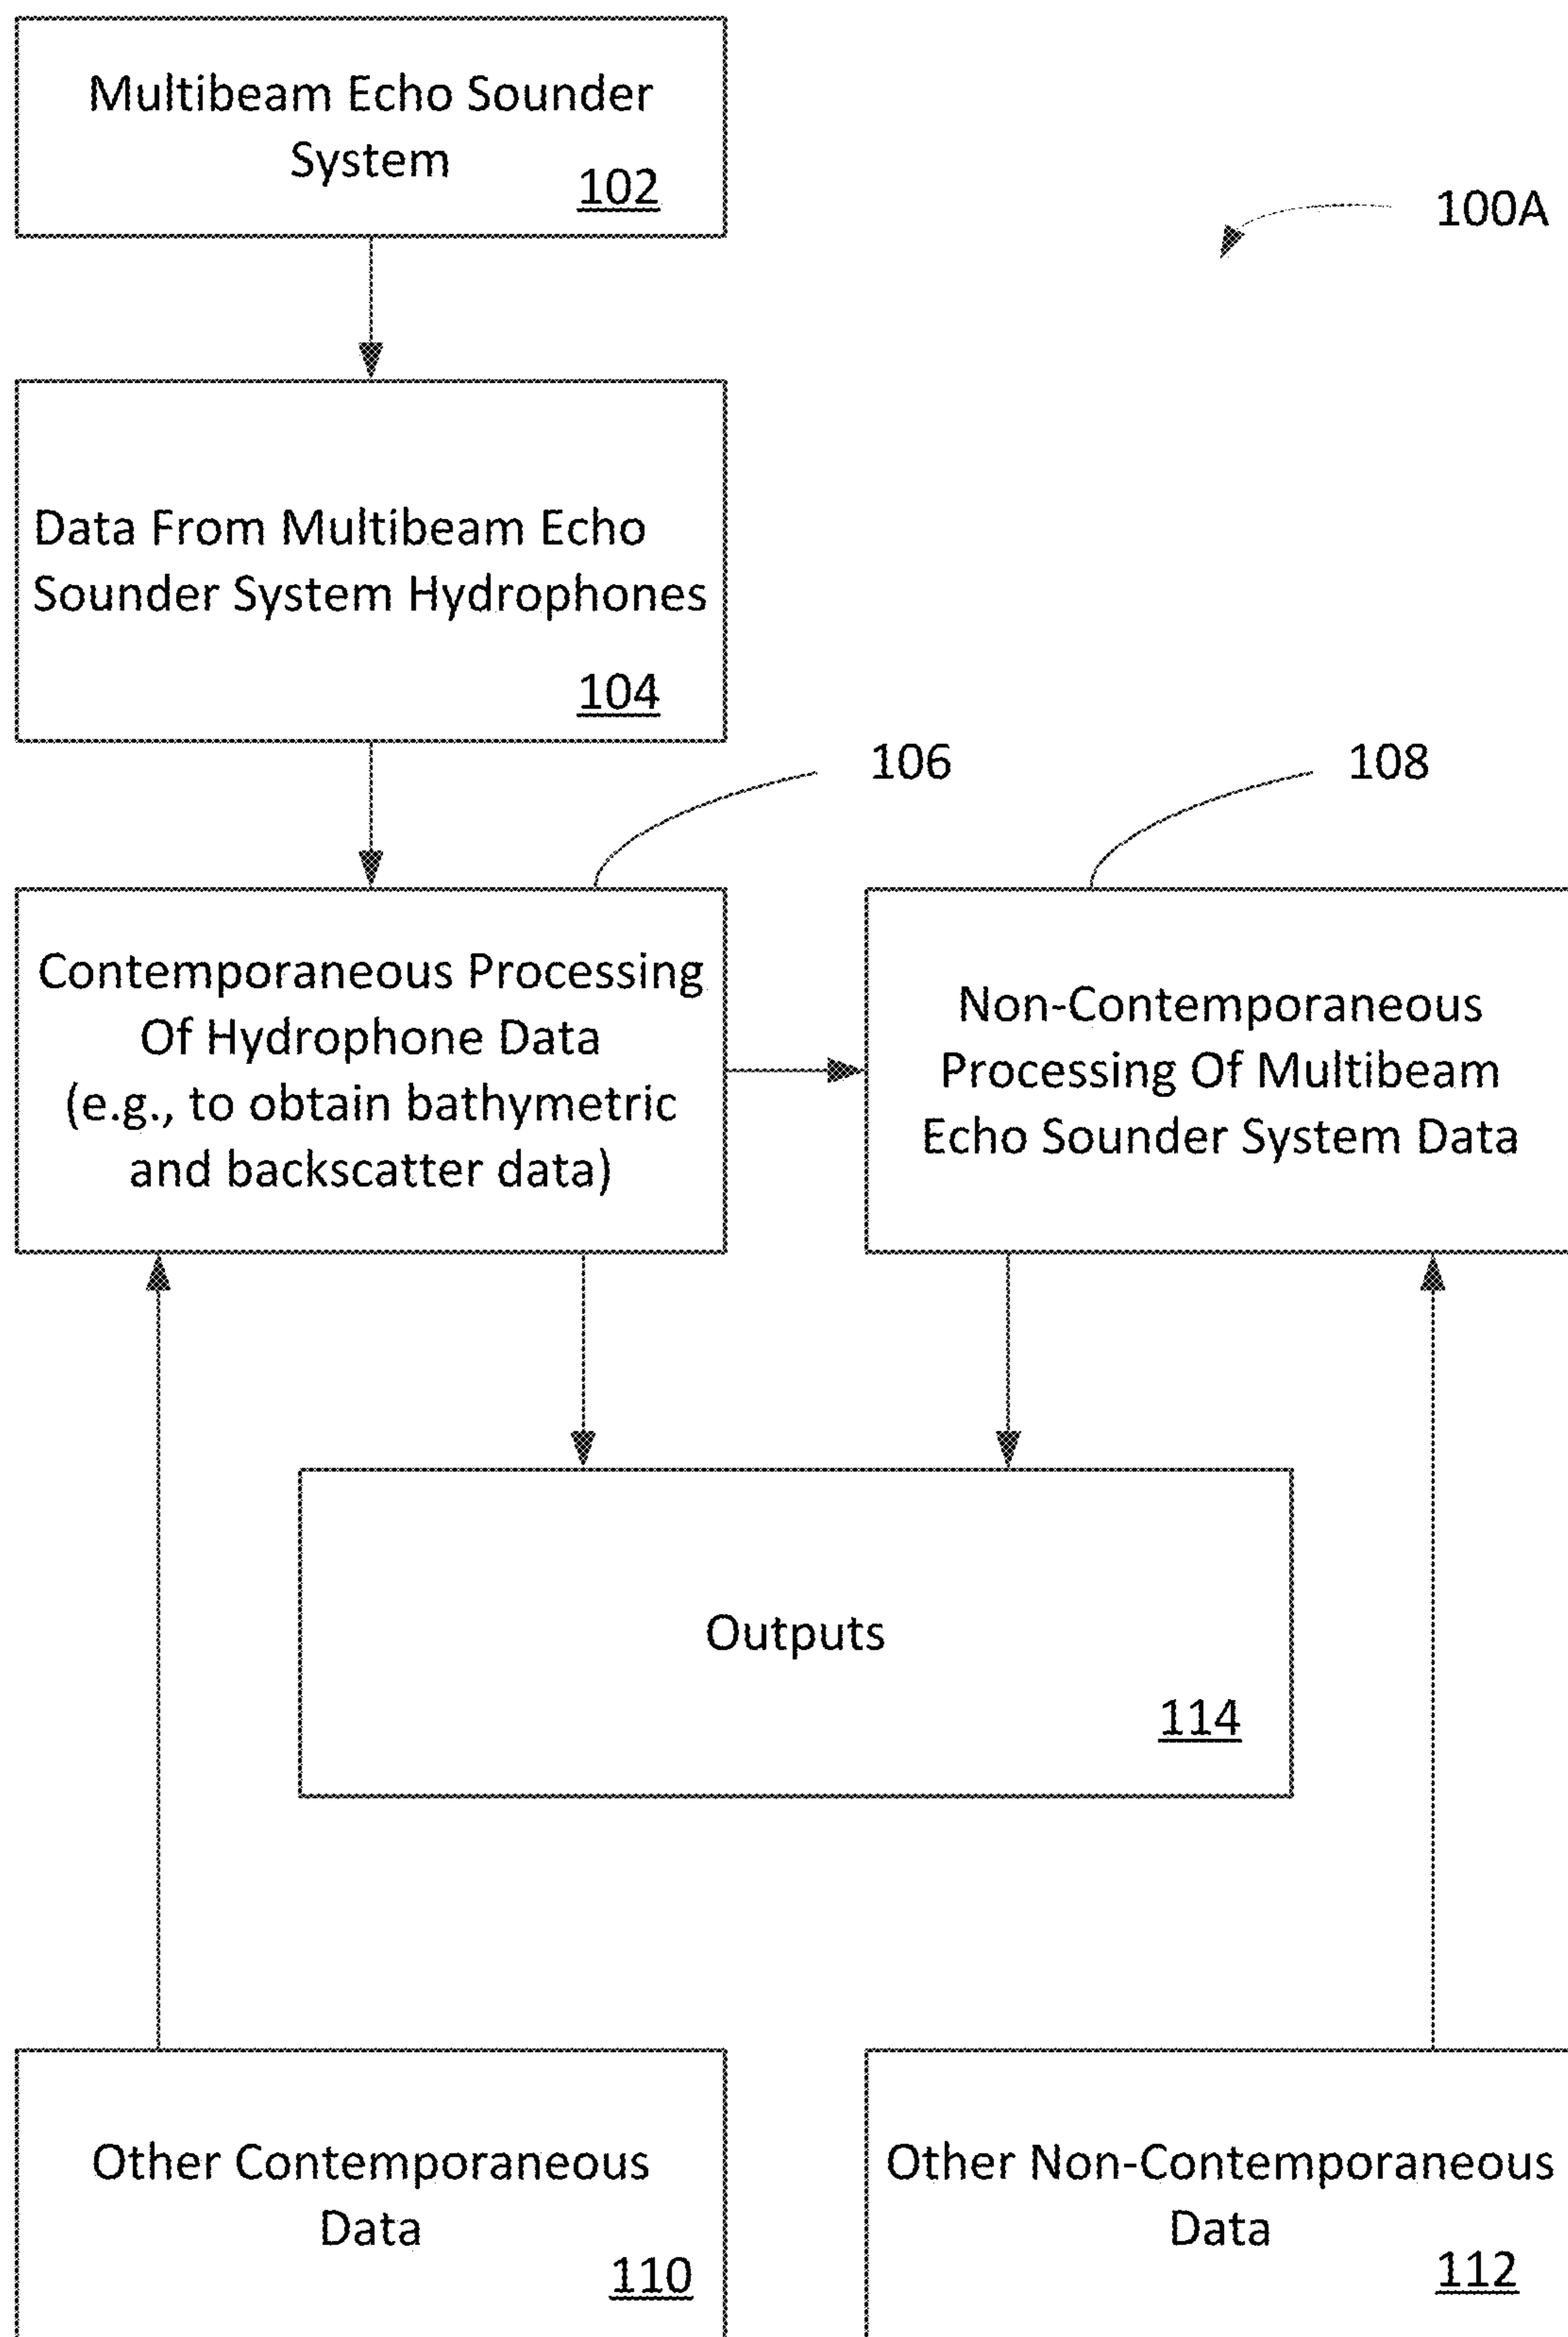 Multibeam Echo Sounder
System
102
100A
Data From Multibeam Echo
Sounder System Hydrophones
104
106
108
Contemporaneous Processing
Of Hydrophone Data
(e.g., to obtain bathymetric
and backscatter data)
Non-Contemporaneous
Processing Of Multibeam
Echo Sounder System Data
Outputs
114
Other Contemporaneous
Data
110
Other Non-Contemporaneous
Data
112